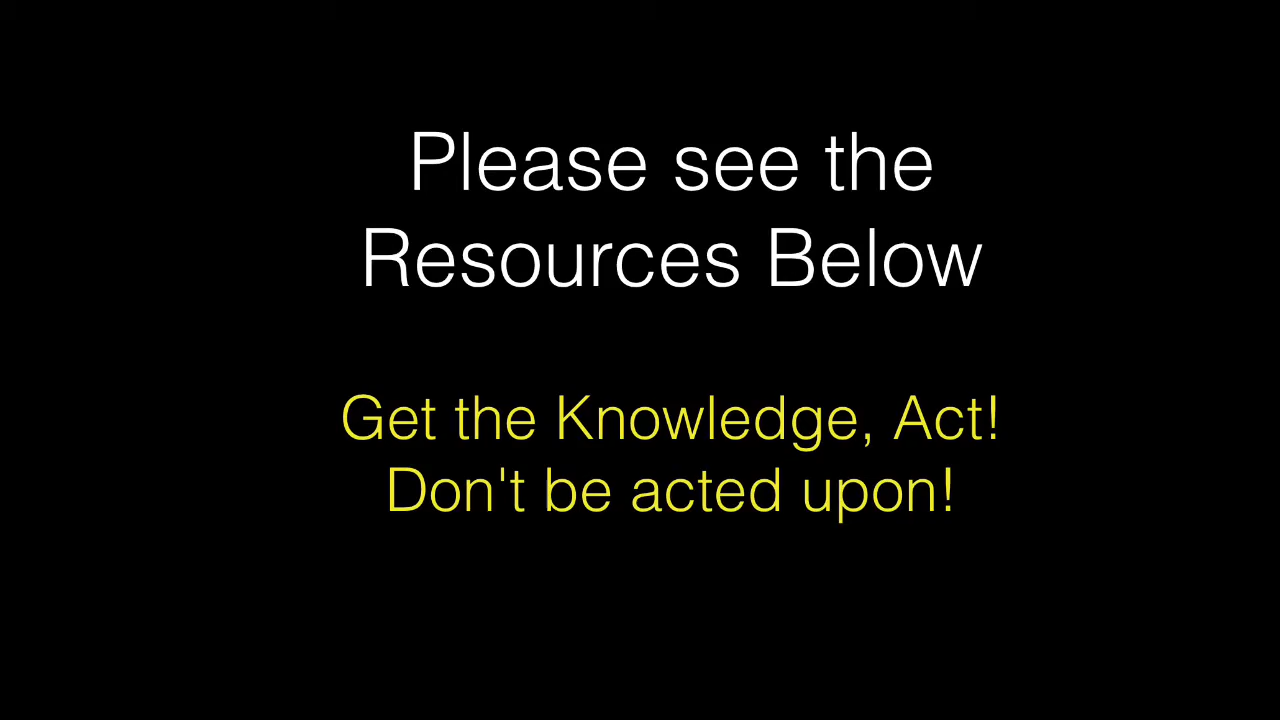 Please see the
Resources Below
Get the Knowledge, Act!
Don't be acted upon!